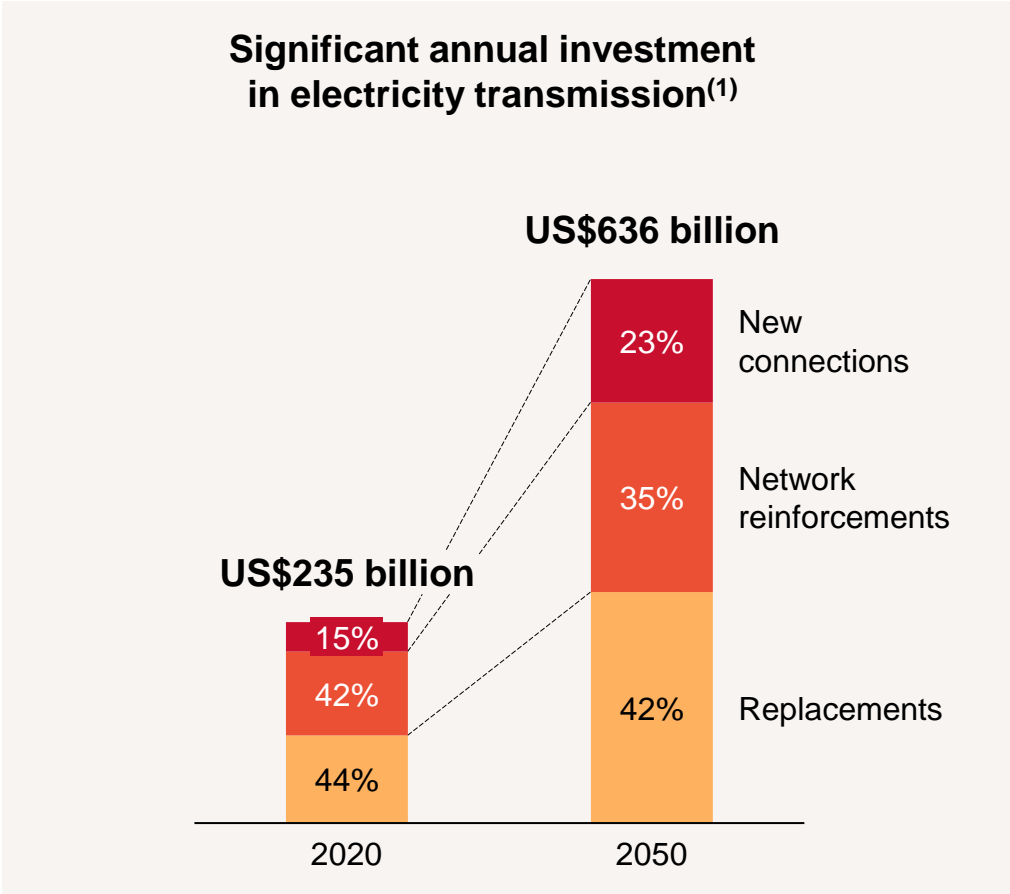 Significant annual investment
in electricity transmission(1)
US$636 billion
23%
New
connections
35%
Network
reinforcements
US$235 billion
15%
42%
42%
Replacements
44%
2020
2050